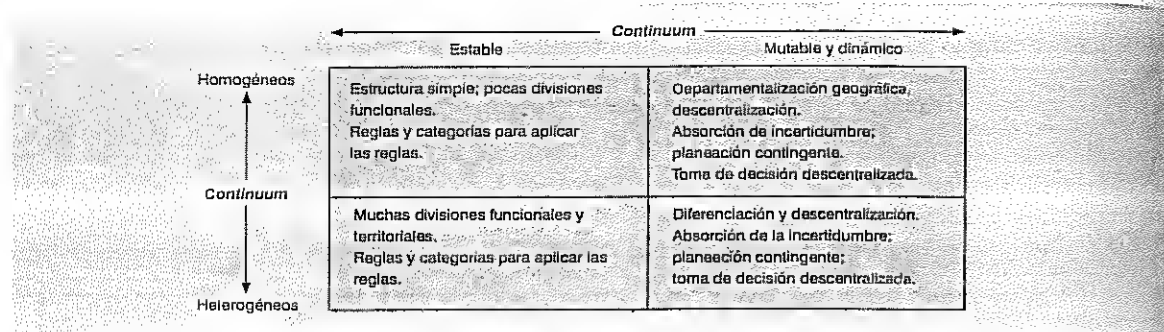 Continuum
Estable
Mutable y dinámico
Homogéneos
Continuum
Heterogéneos
Estructura simple; pocas divisiones
funcionales.
Reglas y categorías para aplicar
las reglas.
Departamentalización geográfica,
descentralización.
Absorción de incertidumbre;
planeación contingente.
Toma de decisión descentralizada.
Muchas divisiones funcionales y
territoriales.
Reglas y categorías para aplicar las
reglas.
Diferenciación y descentralización.
Absorción de la incertidumbre;
planeación contingente;
toma de decisión descentralizada.